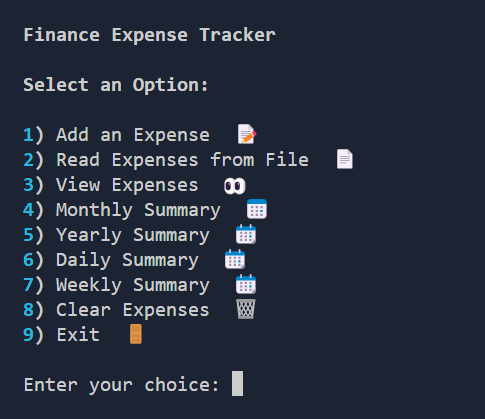 Finance Expense Tracker
Select an Option:
1) Add an Expense 📝
2) Read Expenses from File 📄
3) View Expenses 👀
4) Monthly Summary 📅
5) Yearly Summary 📅
6) Daily Summary 📅
7) Weekly Summary 📅
8) Clear Expenses 🗑️
9) Exit 🚪
Enter your choice: